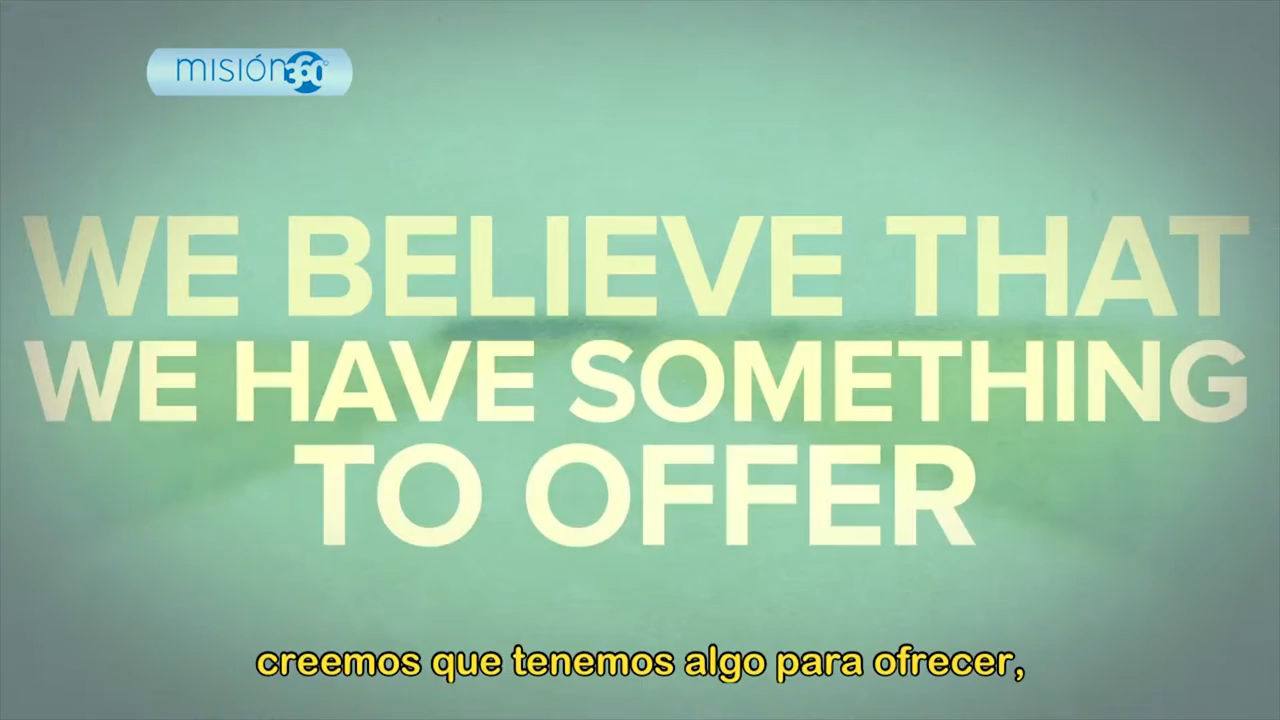 misión360°
WE BELIEVE THAT
WE HAVE SOMETHING
TO OFFER
creemos que tenemos algo para ofrecer,